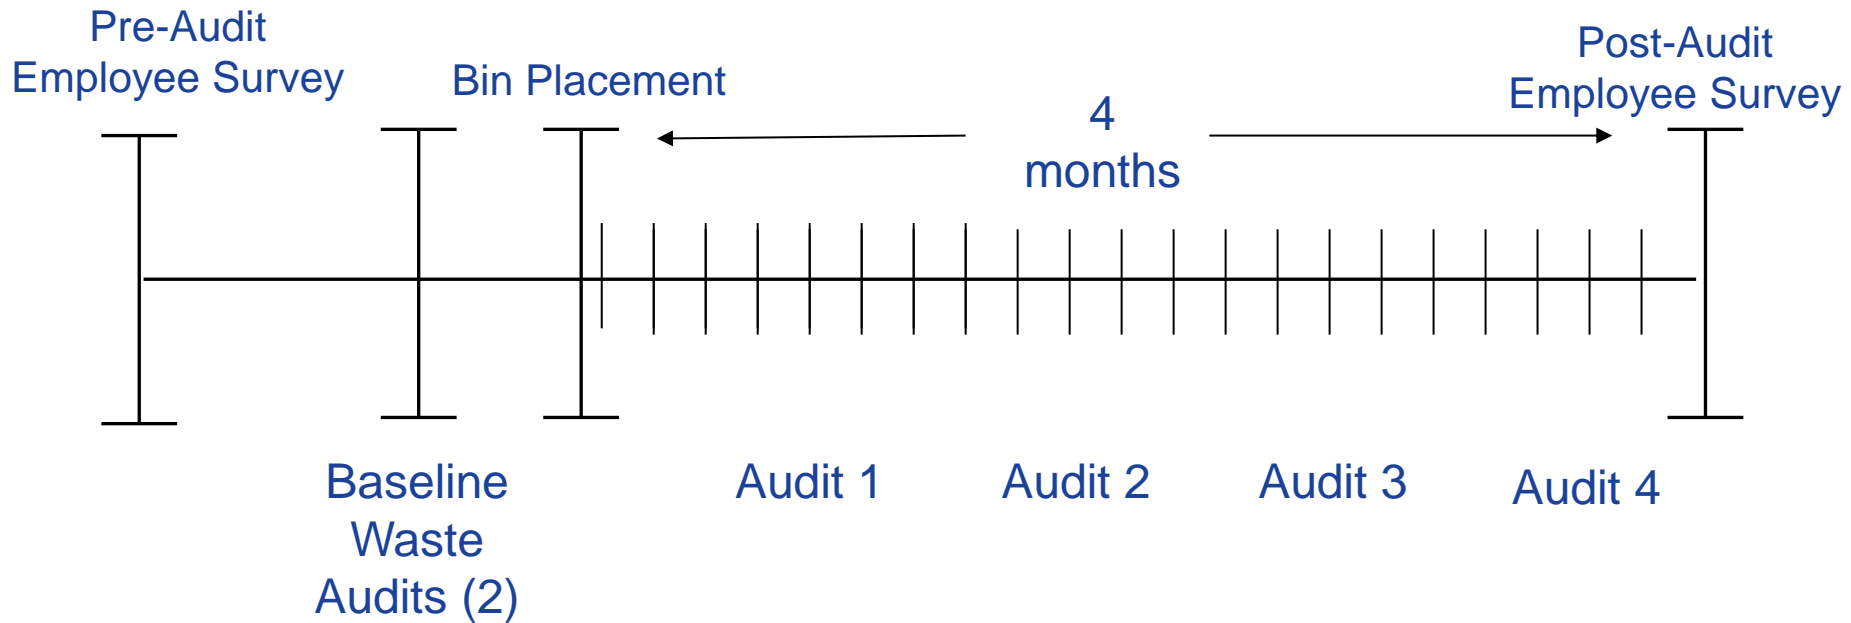 Pre-Audit
Employee Survey
Bin Placement
4
months
Post-Audit
Employee Survey
Baseline
Waste
Audits (2)
Audit 1
Audit 2
Audit 3
Audit 4